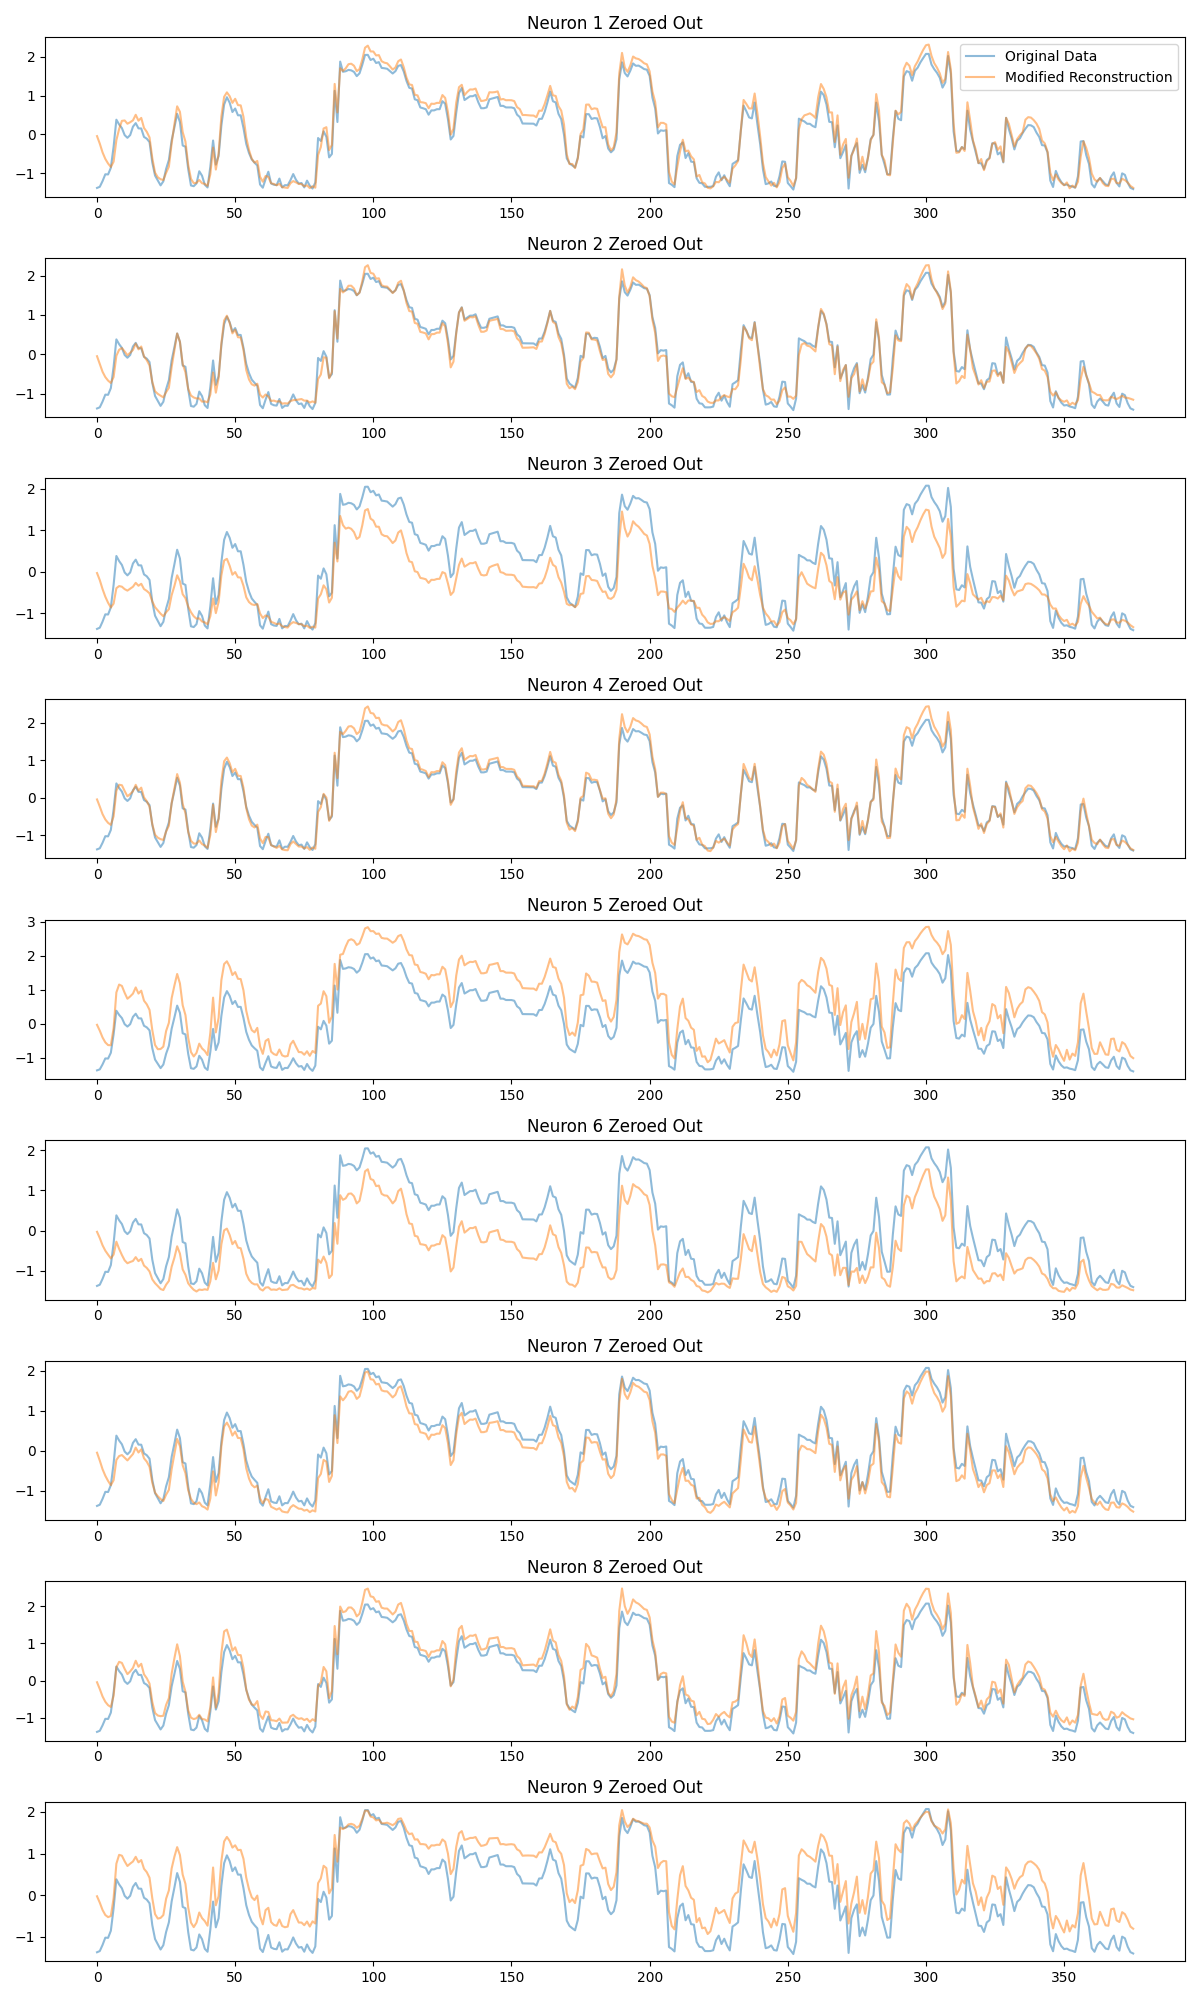 Neuron 1 Zeroed Out
2
1
0
−1
Original Data
Modified Reconstruction
0 50 100 150 200 250 300 350
Neuron 2 Zeroed Out
2
1
0
−1
0 50 100 150 200 250 300 350
Neuron 3 Zeroed Out
2
1
0
−1
0 50 100 150 200 250 300 350
Neuron 4 Zeroed Out
2
1
0
−1
0 50 100 150 200 250 300 350
Neuron 5 Zeroed Out
3
2
1
0
−1
0 50 100 150 200 250 300 350
Neuron 6 Zeroed Out
2
1
0
−1
0 50 100 150 200 250 300 350
Neuron 7 Zeroed Out
2
1
0
−1
0 50 100 150 200 250 300 350
Neuron 8 Zeroed Out
2
1
0
−1
0 50 100 150 200 250 300 350
Neuron 9 Zeroed Out
2
1
0
−1
0 50 100 150 200 250 300 350